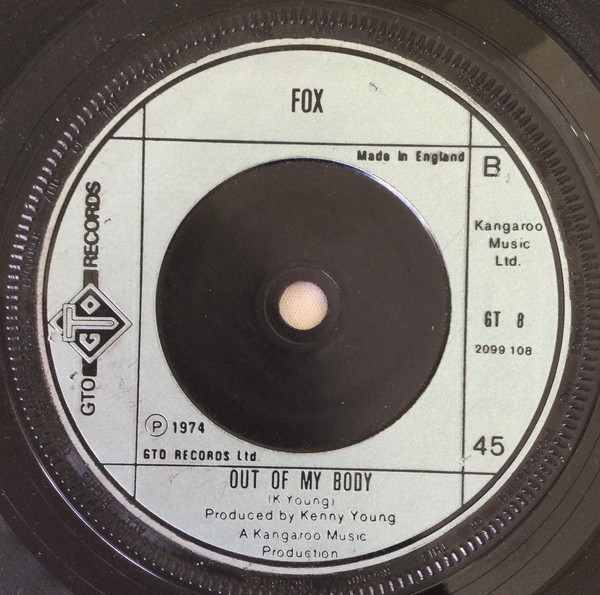 FOX
Made in England
B
Kangaroo
Music
Ltd.
GT 8
2099 108
45
GTO RECORDS
GTO
Ⓟ 1974
GTO RECORDS Ltd.
OUT OF MY BODY
(K Young)
Produced by Kenny Young
A Kangaroo Music
Production